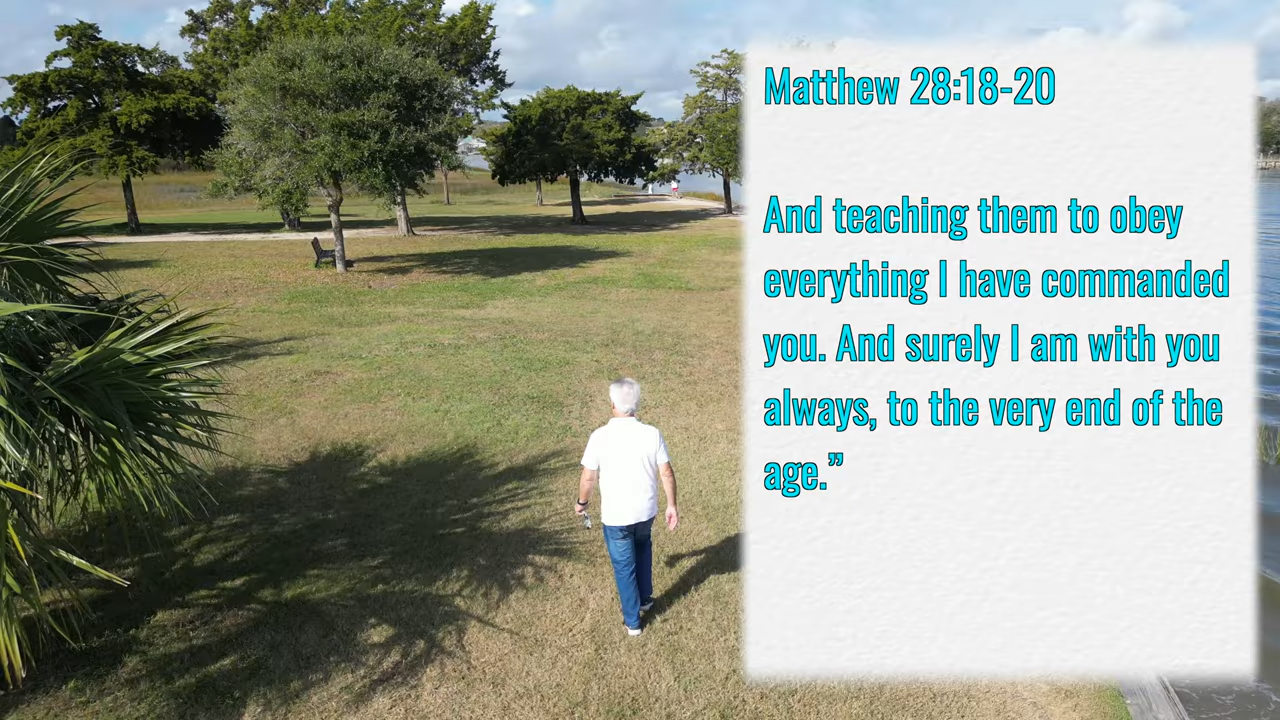 Matthew 28:18-20
And teaching them to obey
everything I have commanded
you. And surely I am with you
always, to the very end of the
age.”